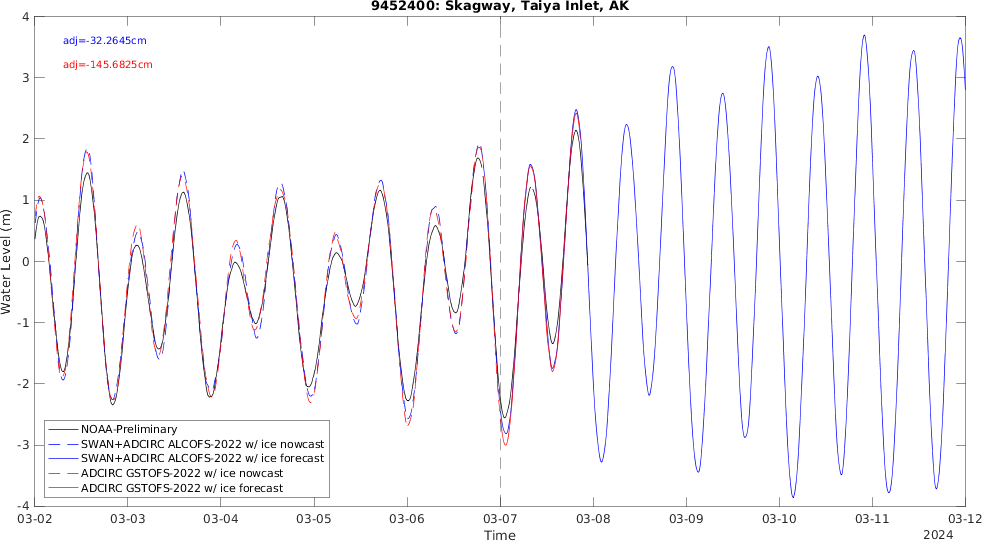 9452400: Skagway, Taiya Inlet, AK
4
adj=-32.2645cm
adj=-145.6825cm
3
2
1
0
-1
-2
-3
-4
Water Level (m)
NOAA-Preliminary
SWAN+ADCIRC ALCOFS-2022 w/ ice nowcast
SWAN+ADCIRC ALCOFS-2022 w/ ice forecast
ADCIRC GSTOFS-2022 w/ ice nowcast
ADCIRC GSTOFS-2022 w/ ice forecast
03-02 03-03 03-04 03-05 03-06 03-07 03-08 03-09 03-10 03-11 03-12
Time
2024